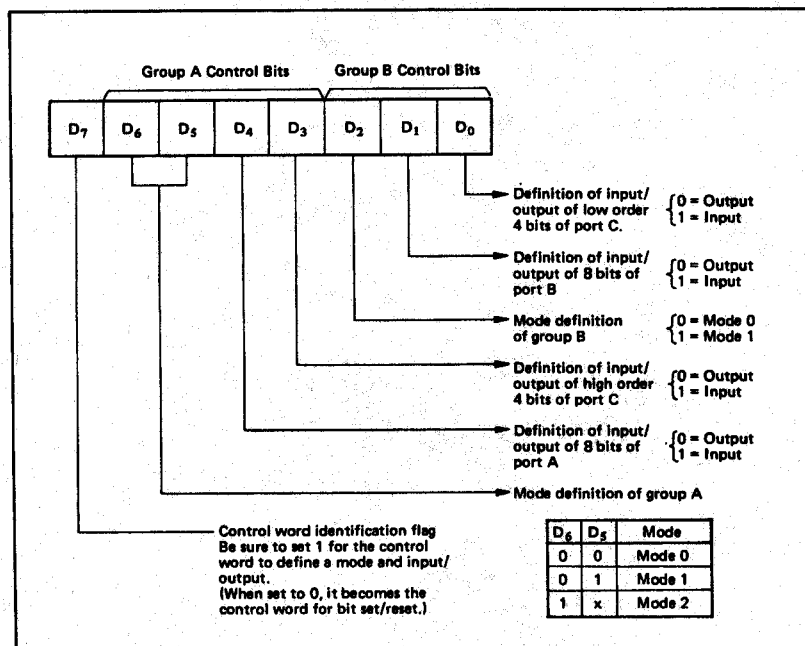 Group A Control Bits Group B Control Bits
D7 D6 D5 D4 D3 D2 D1 D0
Definition of input/
output of low order
4 bits of port C.
0 = Output
1 = Input
Definition of input/
output of 8 bits of
port B
0 = Output
1 = Input
Mode definition
of group B
0 = Mode 0
1 = Mode 1
Definition of input/
output of high order
4 bits of port C
0 = Output
1 = Input
Definition of input/
output of 8 bits of
port A
0 = Output
1 = Input
Mode definition of group A
Control word identification flag
Be sure to set 1 for the control
word to define a mode and input/
output.
(When set to 0, it becomes the
control word for bit set/reset.)
D6 D5 Mode
0 0 Mode 0
0 1 Mode 1
1 x Mode 2